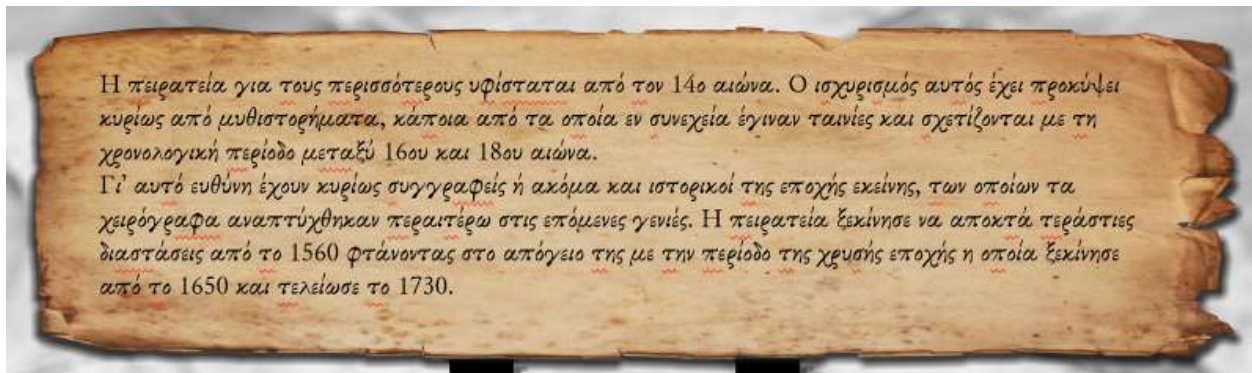 Η πειρατεία για τους περισσότερους υφίσταται από τον 14ο αιώνα. Ο ισχυρισμός αυτός έχει προκύψει
κυρίως από μυθιστορήματα, κάποια από τα οποία εν συνεχεία έγιναν ταινίες και σχετίζονται με τη
χρονολογική περίοδο μεταξύ 16ου και 18ου αιώνα.
Γι’ αυτό ευθύνη έχουν κυρίως συγγραφείς ή ακόμα και ιστορικοί της εποχής εκείνης, των οποίων τα
χειρόγραφα αναπτύχθηκαν περαιτέρω στις επόμενες γενιές. Η πειρατεία ξεκίνησε να αποκτά τεράστιες
διαστάσεις από το 1560 φτάνοντας στο απόγειο της με την περίοδο της χρυσής εποχής η οποία ξεκίνησε
από το 1650 και τελείωσε το 1730.